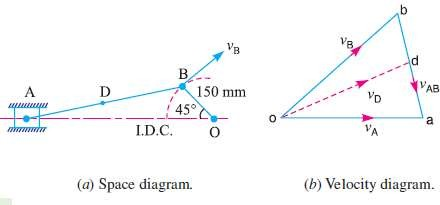 A
D
B
v_B
150 mm
45°
I.D.C.
O
(a) Space diagram.
b
v_B
d
v_D
v_AB
o
v_A
a
(b) Velocity diagram.